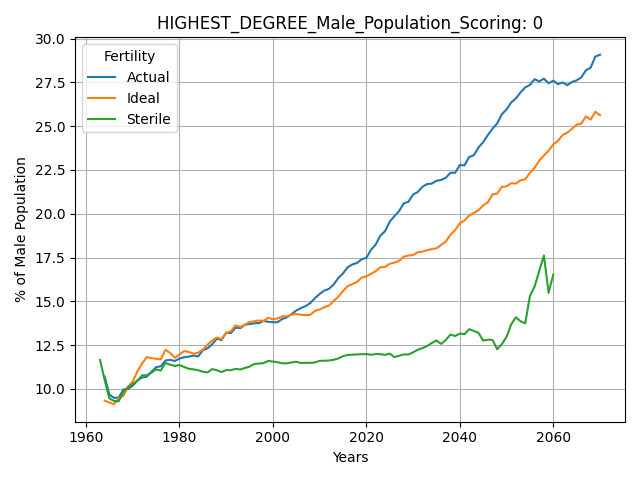 HIGHEST_DEGREE_Male_Population_Scoring: 0
30.0
27.5
25.0
22.5
20.0
17.5
15.0
12.5
10.0
% of Male Population
Fertility
Actual
Ideal
Sterile
1960 1980 2000 2020 2040 2060
Years